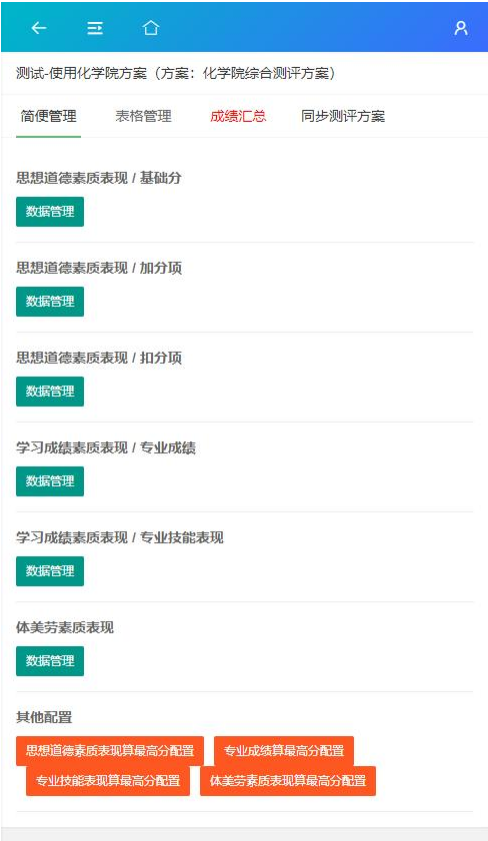 测试-使用化学院方案（方案：化学院综合测评方案）
简便管理 表格管理 成绩汇总 同步测评方案
思想道德素质表现 / 基础分
数据管理
思想道德素质表现 / 加分项
数据管理
思想道德素质表现 / 扣分项
数据管理
学习成绩素质表现 / 专业成绩
数据管理
学习成绩素质表现 / 专业技能表现
数据管理
体美劳素质表现
数据管理
其他配置
思想道德素质表现算最高分配置 专业成绩算最高分配置
专业技能表现算最高分配置 体美劳素质表现算最高分配置